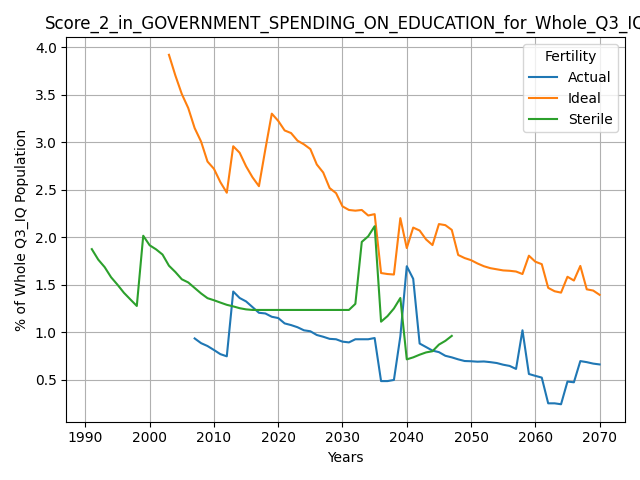 Score_2_in_GOVERNMENT_SPENDING_ON_EDUCATION_for_Whole_Q3_IQ
Fertility
Actual
Ideal
Sterile
% of Whole Q3_IQ Population
4.0
3.5
3.0
2.5
2.0
1.5
1.0
0.5
1990 2000 2010 2020 2030 2040 2050 2060 2070
Years